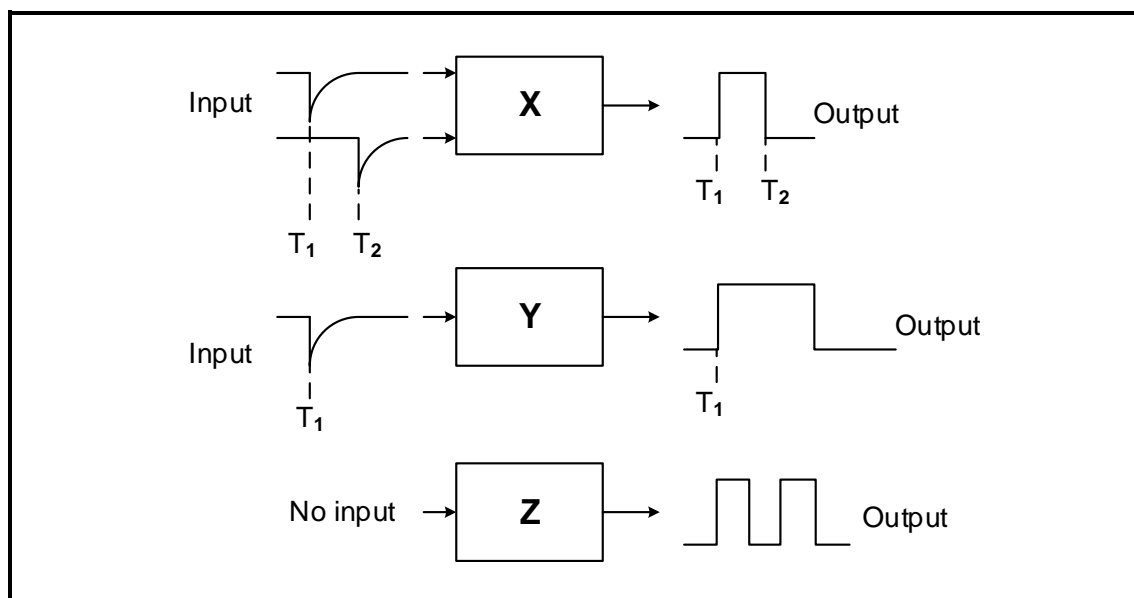 Input
X
Output
T1 T2
T1 T2
Input
Y
Output
T1
T1
No input
Z
Output